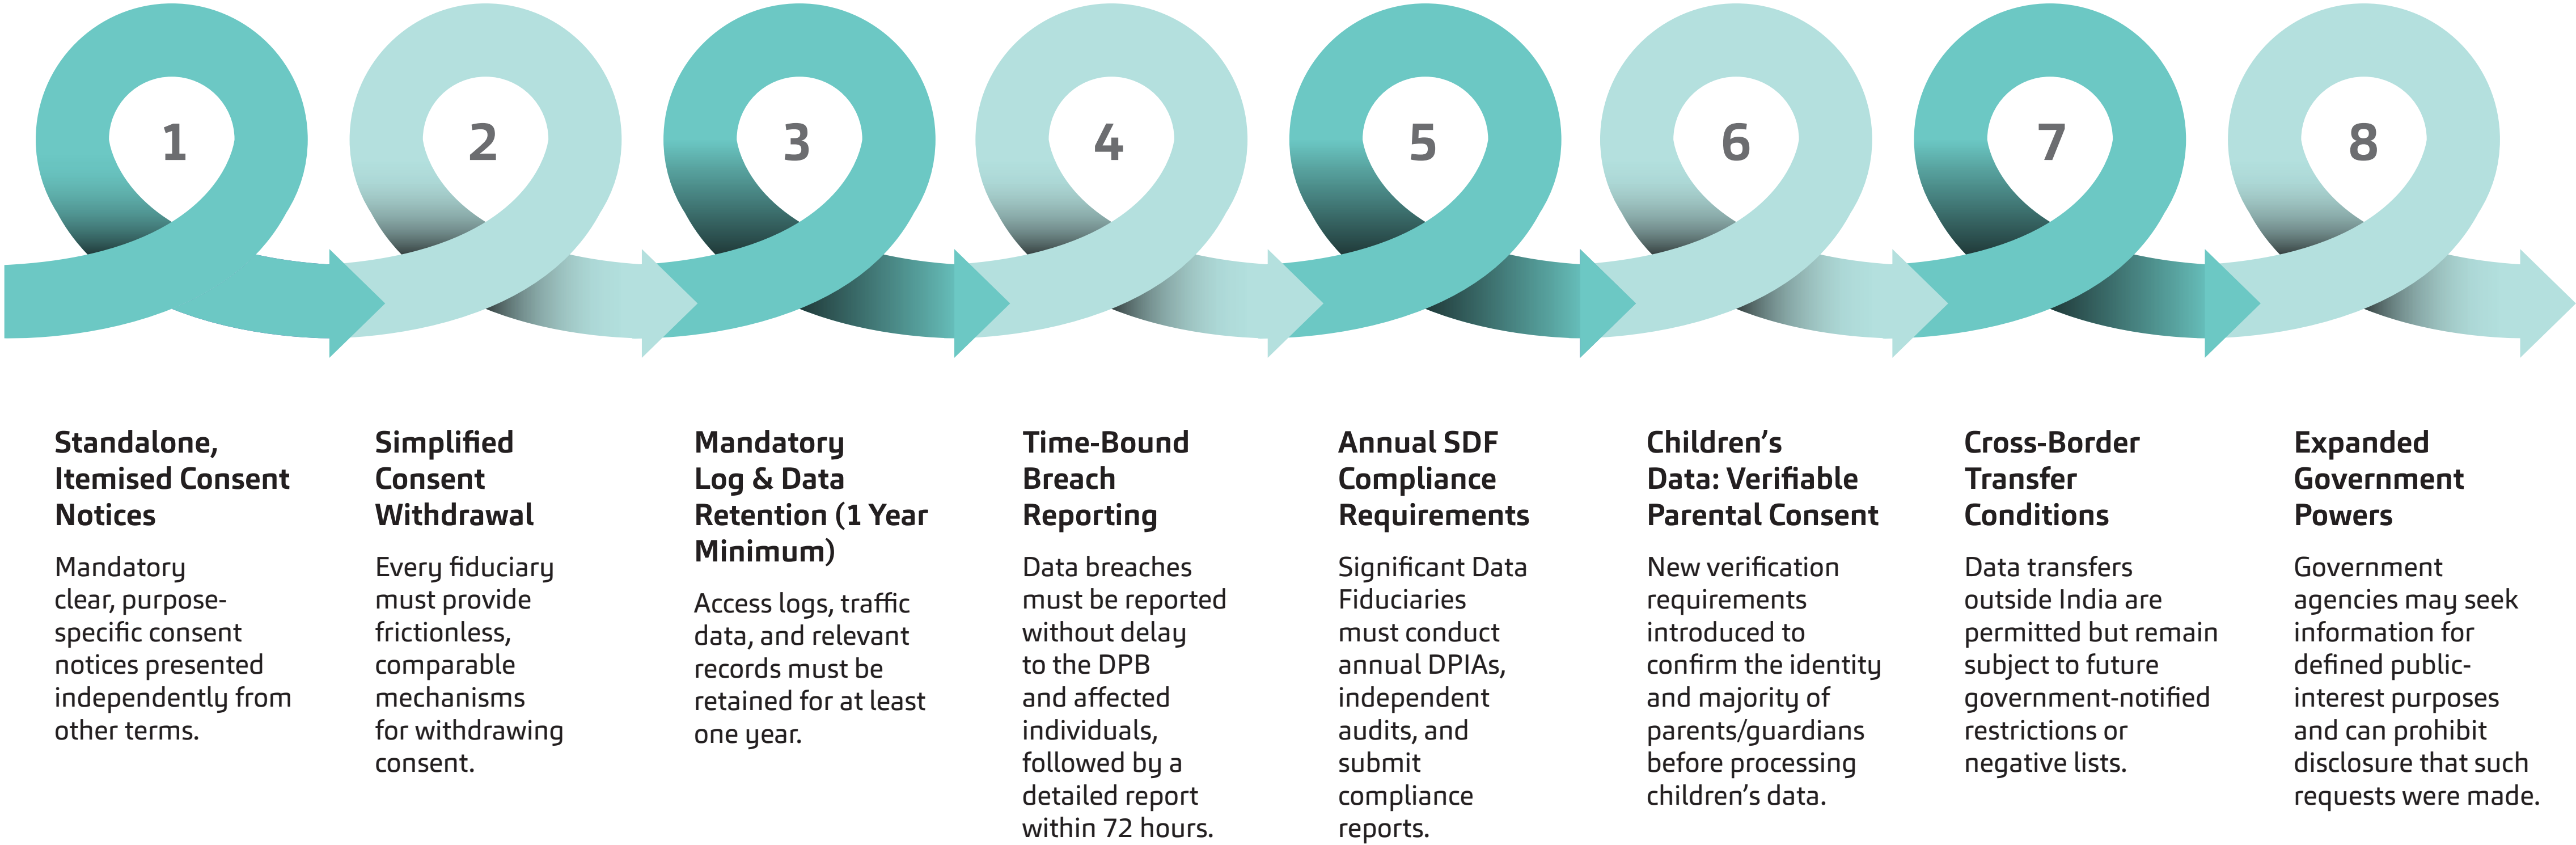 1
2
3
4
5
6
7
8
Standalone,
Itemised Consent
Notices
Mandatory
clear, purpose-
specific consent
notices presented
independently from
other terms.
Simplified
Consent
Withdrawal
Every fiduciary
must provide
frictionless,
comparable
mechanisms
for withdrawing
consent.
Mandatory
Log & Data
Retention (1 Year
Minimum)
Access logs, traffic
data, and relevant
records must be
retained for at least
one year.
Time-Bound
Breach
Reporting
Data breaches
must be reported
without delay
to the DPB
and affected
individuals,
followed by a
detailed report
within 72 hours.
Annual SDF
Compliance
Requirements
Significant Data
Fiduciaries
must conduct
annual DPIAs,
independent
audits, and
submit
compliance
reports.
Children’s
Data: Verifiable
Parental Consent
New verification
requirements
introduced to
confirm the identity
and majority of
parents/guardians
before processing
children’s data.
Cross-Border
Transfer
Conditions
Data transfers
outside India are
permitted but remain
subject to future
government-notified
restrictions or
negative lists.
Expanded
Government
Powers
Government
agencies may seek
information for
defined public-
interest purposes
and can prohibit
disclosure that such
requests were made.